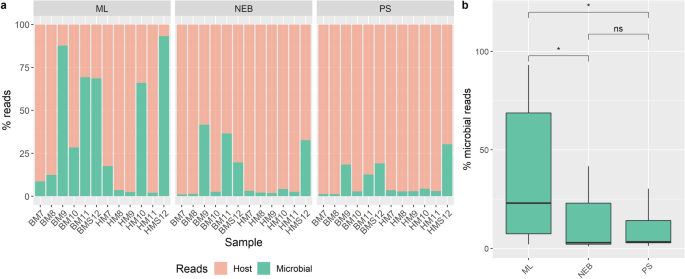 a
ML
NEB
PS
100
75
50
25
0
% reads
BM7 BM8 BM9 BM10 BM11 BMS12 HM7 HM8 HM9 HM10 HM11 HMS12
BM7 BM8 BM9 BM10 BM11 BMS12 HM7 HM8 HM9 HM10 HM11 HMS12
BM7 BM8 BM9 BM10 BM11 BMS12 HM7 HM8 HM9 HM10 HM11 HMS12
Sample
Reads Host Microbial
b
*
*
ns
100
50
0
% microbial reads
ML
NEB
PS